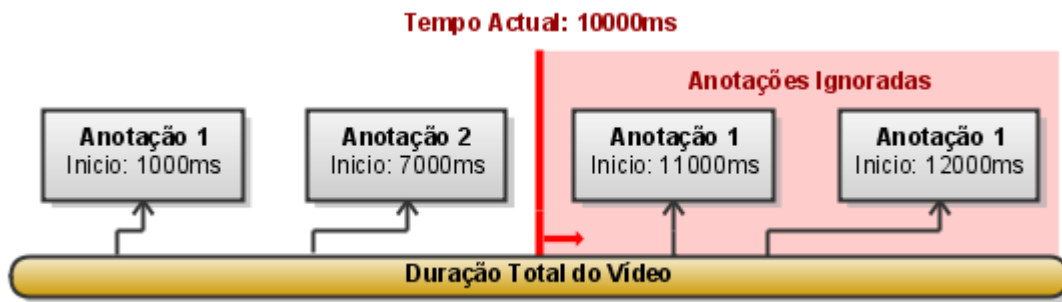 Tempo Actual: 10000ms
Anotações Ignoradas
Anotação 1
Inicio: 1000ms
Anotação 2
Inicio: 7000ms
Anotação 1
Inicio: 11000ms
Anotação 1
Inicio: 12000ms
Duração Total do Vídeo